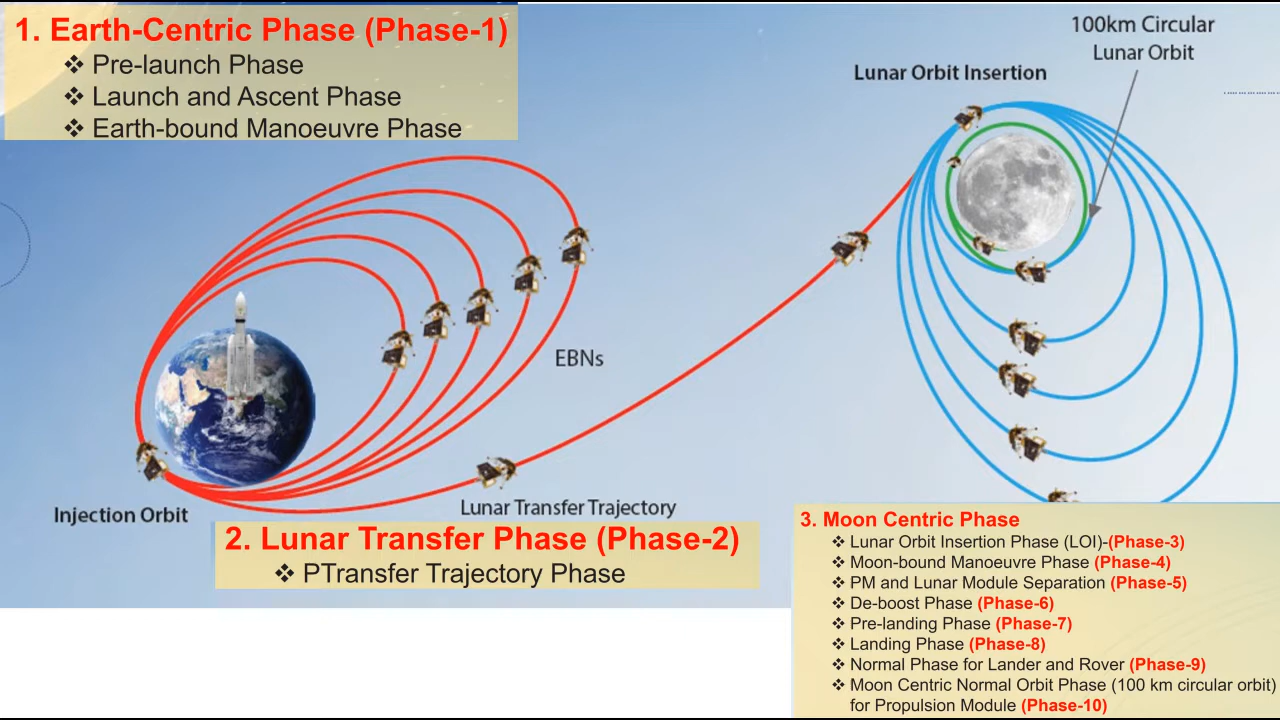 1. Earth-Centric Phase (Phase-1)
❖ Pre-launch Phase
❖ Launch and Ascent Phase
❖ Earth-bound Manoeuvre Phase
100km Circular
Lunar Orbit
Lunar Orbit Insertion
EBNs
Injection Orbit
Lunar Transfer Trajectory
2. Lunar Transfer Phase (Phase-2)
❖ PTransfer Trajectory Phase
3. Moon Centric Phase
❖ Lunar Orbit Insertion Phase (LOI)-(Phase-3)
❖ Moon-bound Manoeuvre Phase (Phase-4)
❖ PM and Lunar Module Separation (Phase-5)
❖ De-boost Phase (Phase-6)
❖ Pre-landing Phase (Phase-7)
❖ Landing Phase (Phase-8)
❖ Normal Phase for Lander and Rover (Phase-9)
❖ Moon Centric Normal Orbit Phase (100 km circular orbit)
for Propulsion Module (Phase-10)